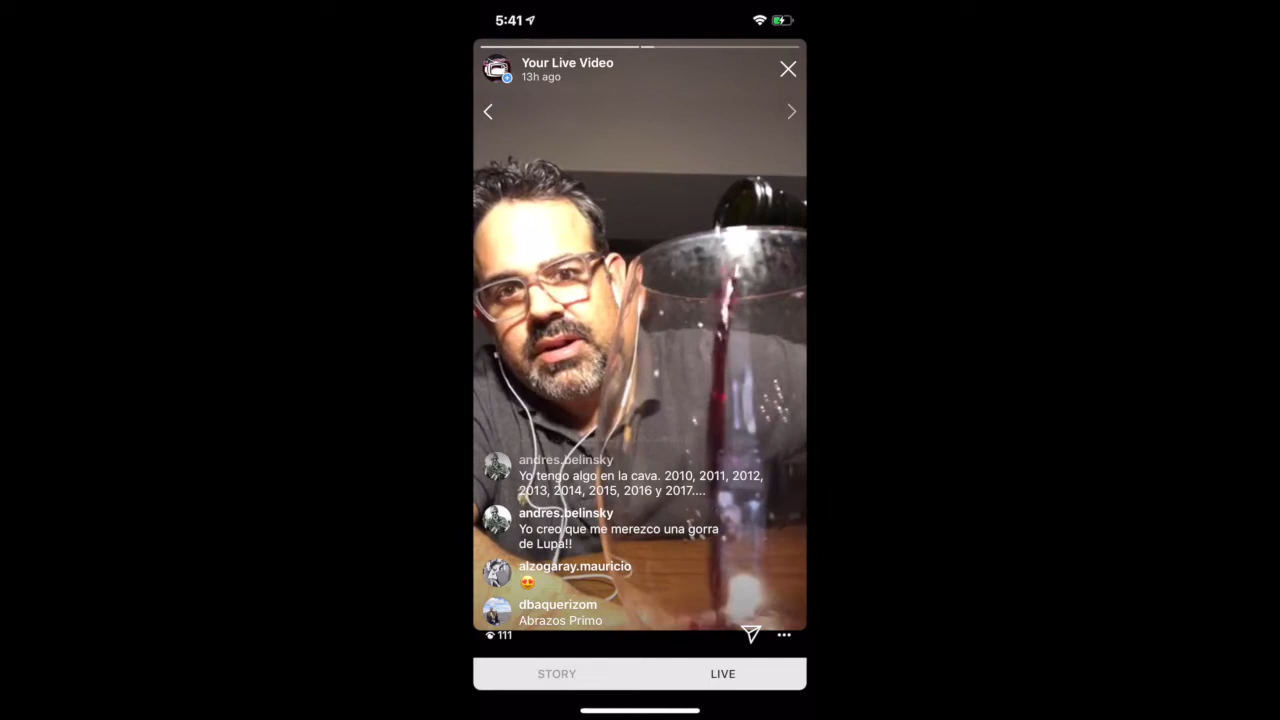 5:41
Your Live Video
13h ago
andres.belinsky
Yo tengo algo en la cava. 2010, 2011, 2012,
2013, 2014, 2015, 2016 y 2017....
andres.belinsky
Yo creo que me merezco una gorra
de Lupa!!
alzogaray.mauricio
😍
dbaquerizom
Abrazos Primo
111
STORY
LIVE